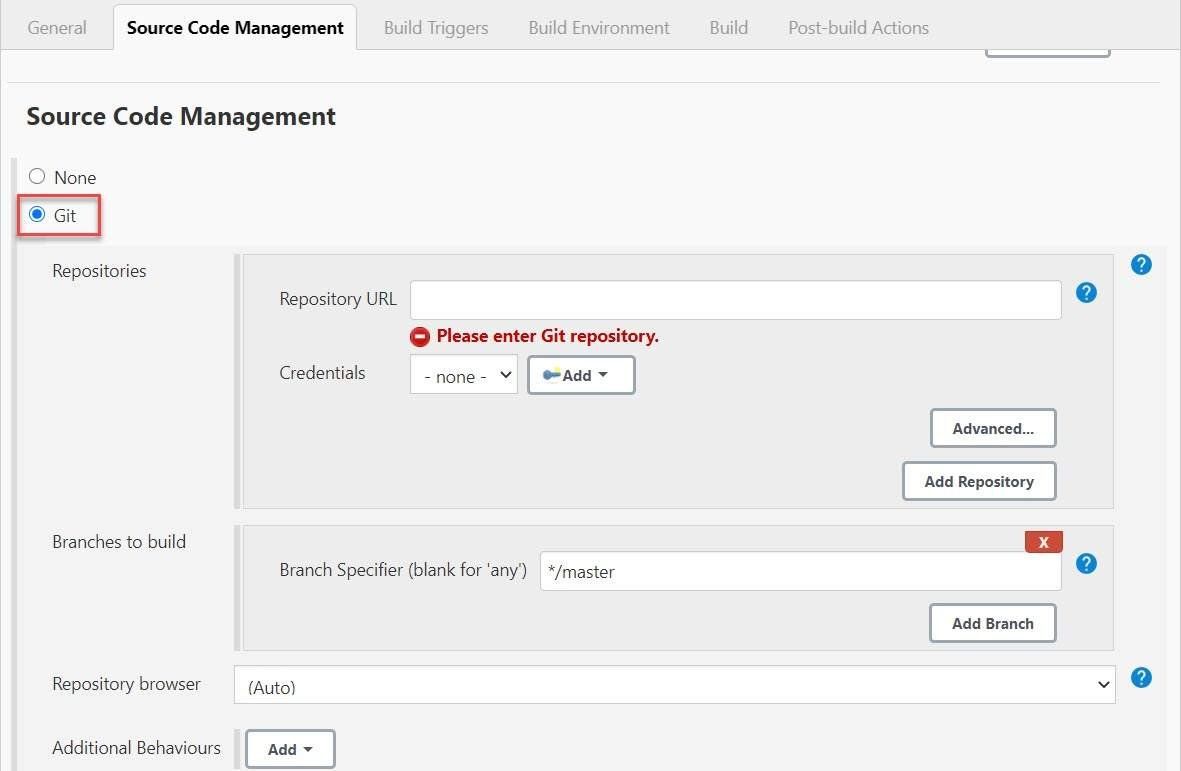 General Source Code Management Build Triggers Build Environment Build Post-build Actions
Source Code Management
None
Git
Repositories
?
Repository URL
?
Please enter Git repository.
Credentials - none - Add
Advanced...
Add Repository
Branches to build
X
Branch Specifier (blank for 'any') */master
?
Add Branch
Repository browser (Auto)
?
Additional Behaviours Add